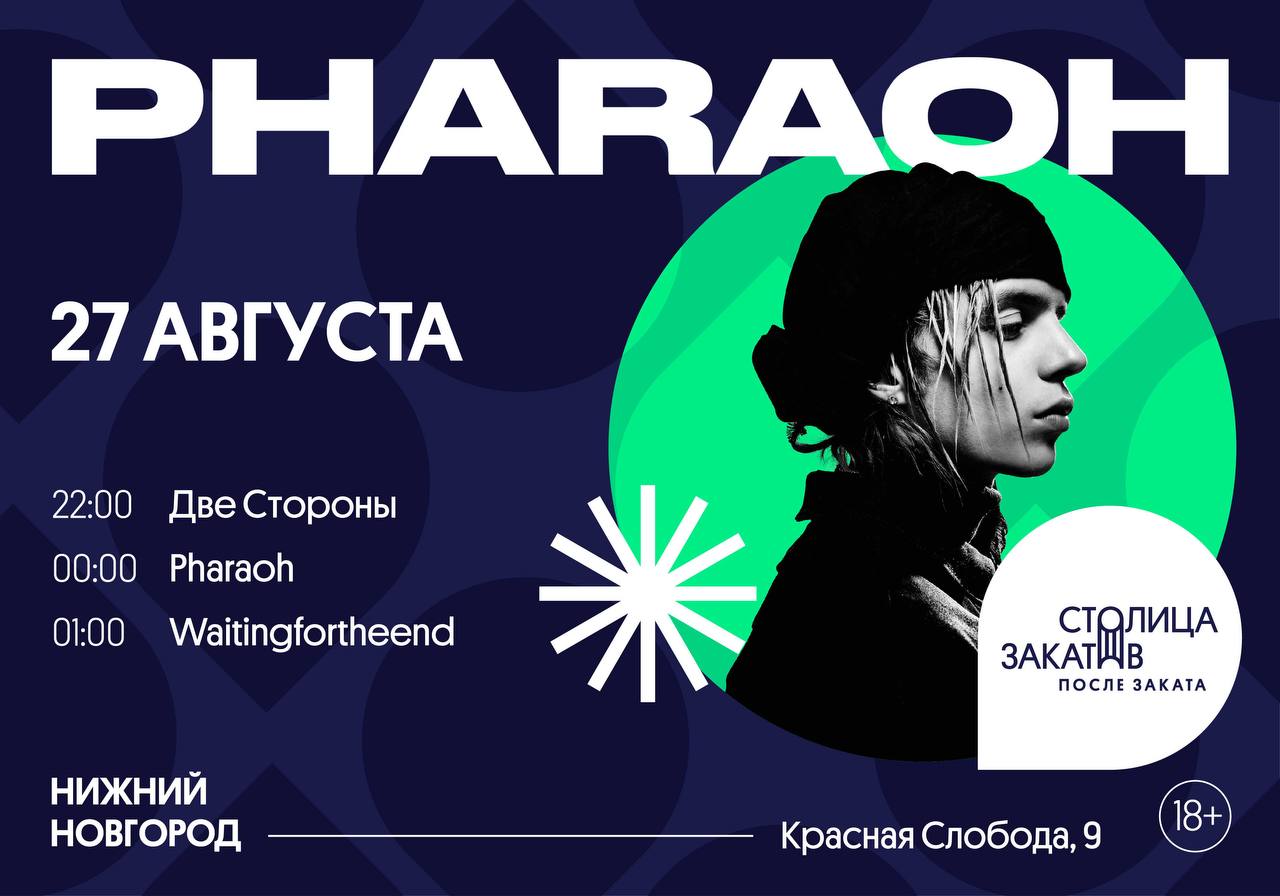 PHARAOH
27 АВГУСТА
22:00 Две Стороны
00:00 Pharaoh
01:00 Waitingfortheend
СТОЛИЦА
ЗАКАТОВ
ПОСЛЕ ЗАКАТА
НИЖНИЙ
НОВГОРОД
Красная Слобода, 9
18+